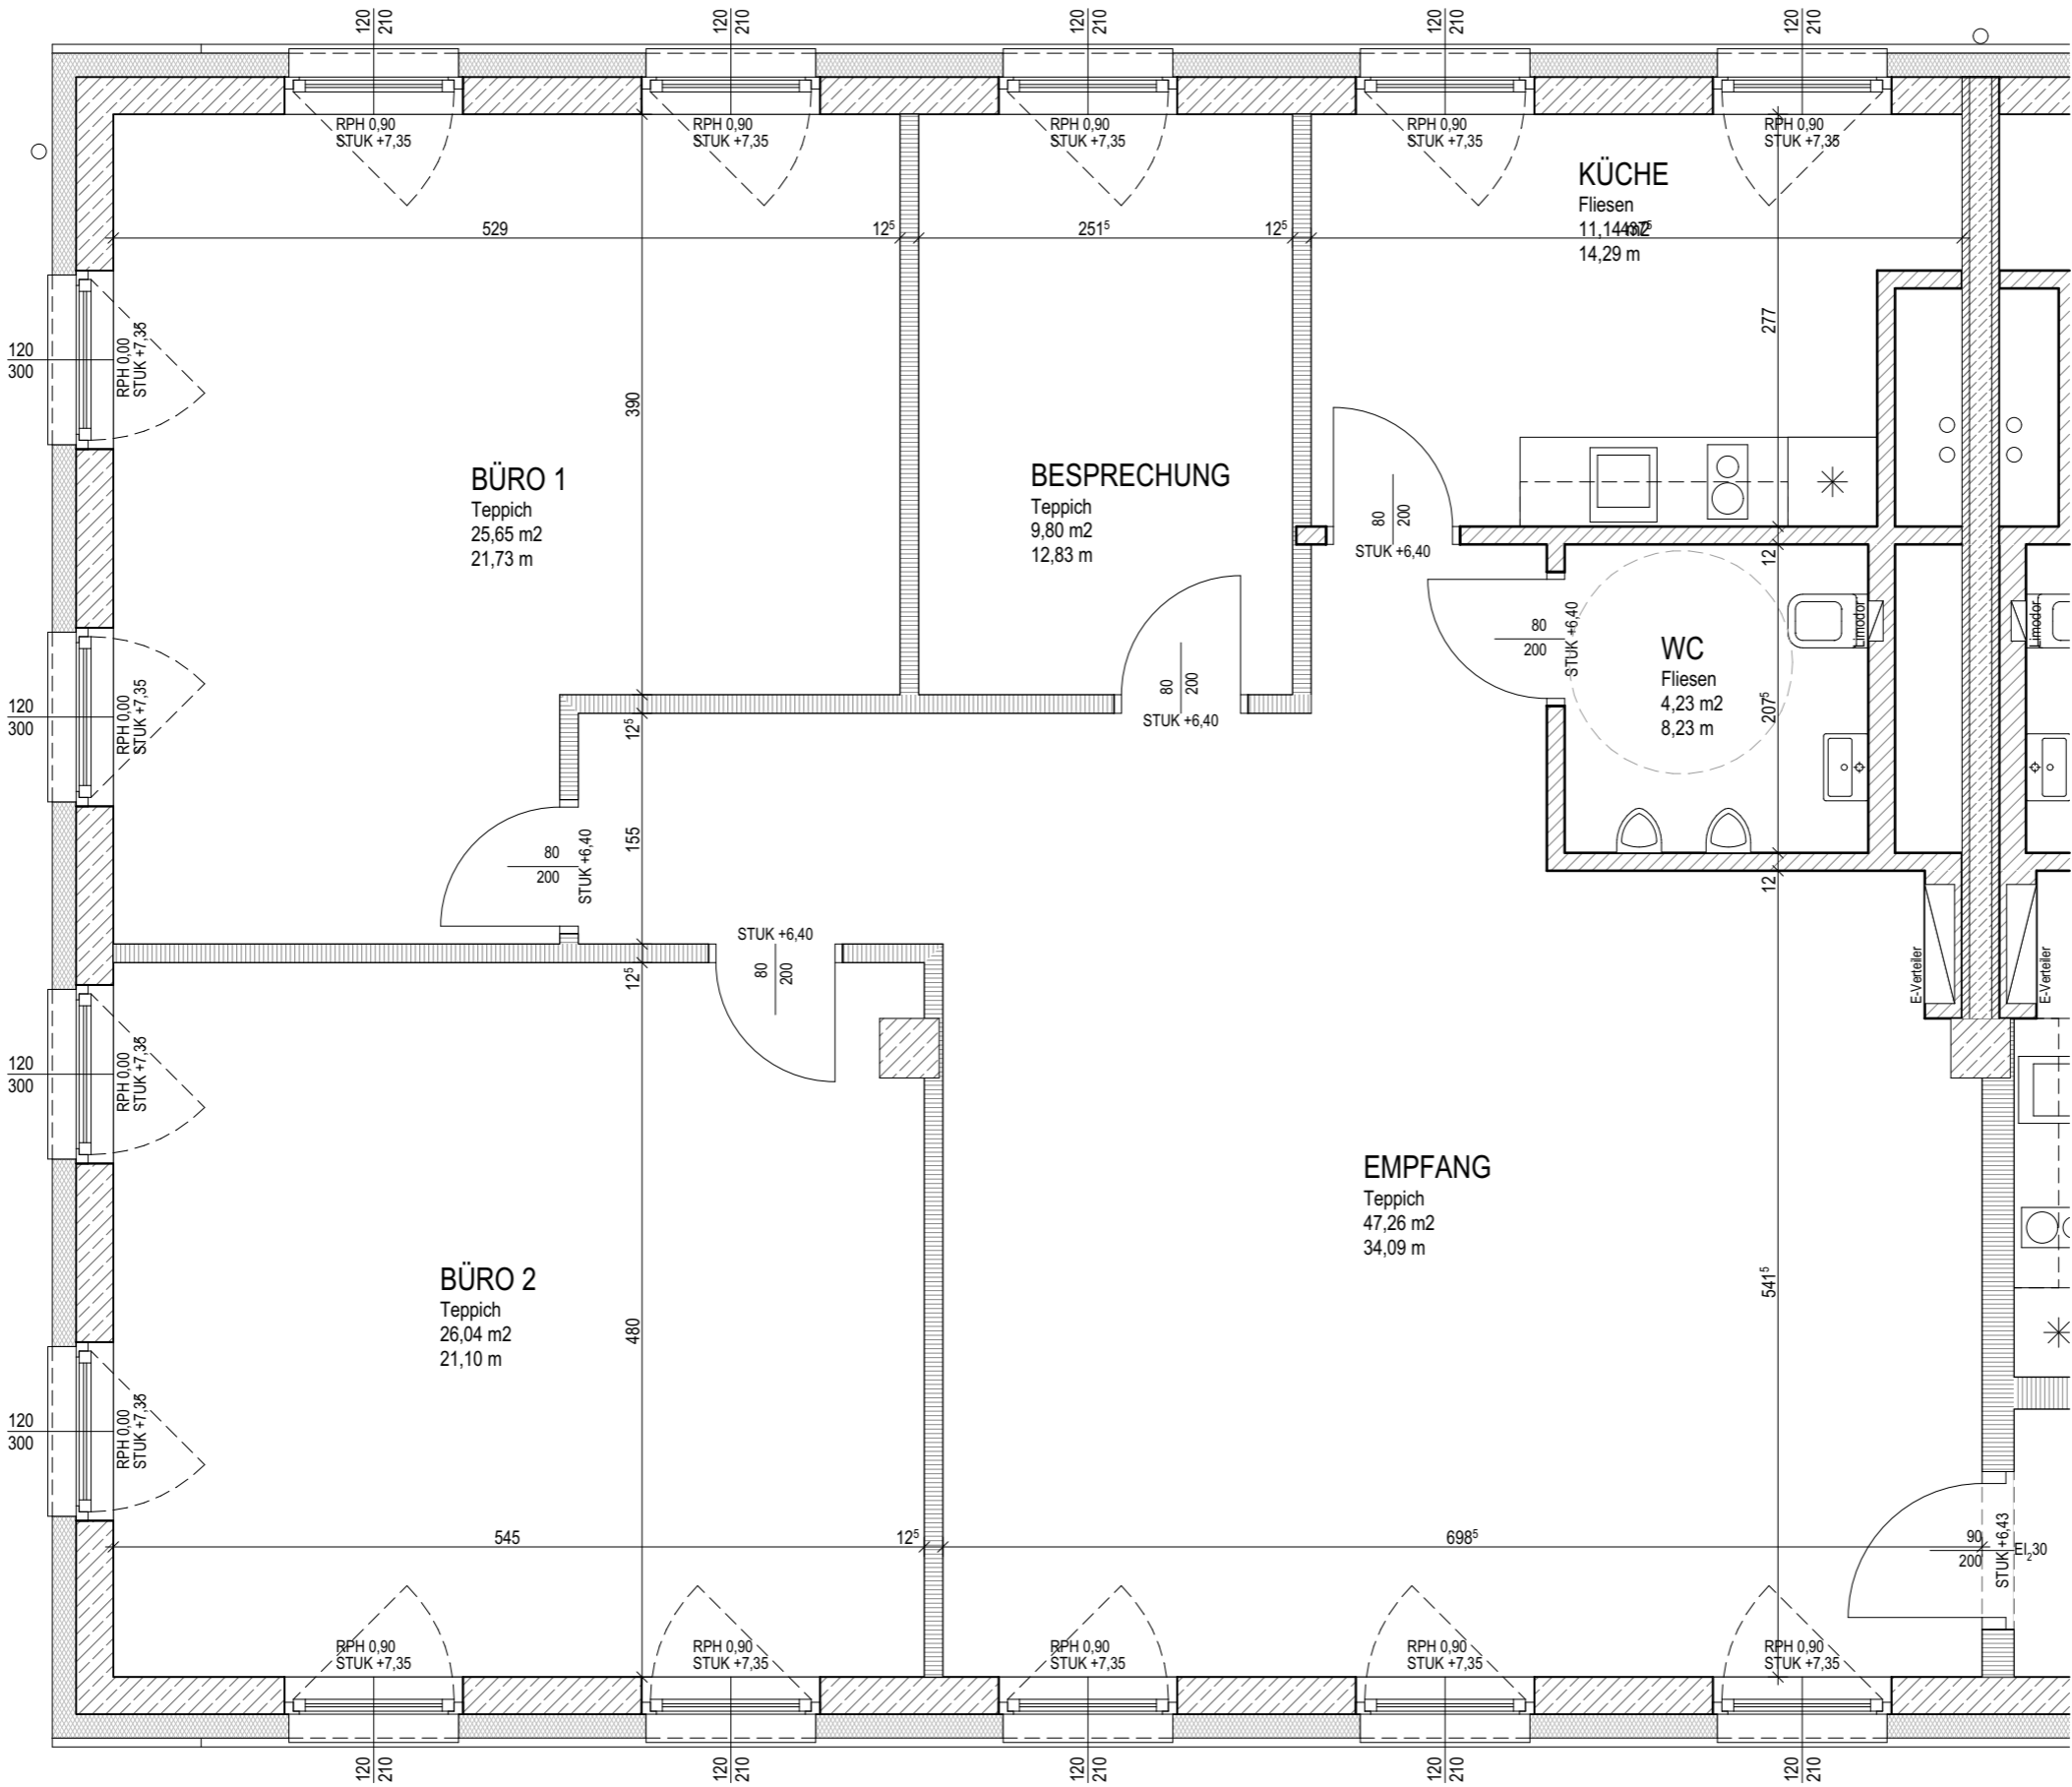 120
210
120
210
120
210
120
210
120
210
RPH 0,90
STUK +7,35
RPH 0,90
STUK +7,35
RPH 0,90
STUK +7,35
RPH 0,90
STUK +7,35
RPH 0,90
STUK +7,35
KÜCHE
Fliesen
11,14 m2
14,29 m
529
12⁵
251⁵
12⁵
437⁵
277
120
300
RPH 0,00
STUK +7,35
390
BÜRO 1
Teppich
25,65 m2
21,73 m
BESPRECHUNG
Teppich
9,80 m2
12,83 m
80
200
STUK +6,40
12
80
200
STUK +6,40
WC
Fliesen
4,23 m2
8,23 m
Limodor
Limodor
207⁵
80
200
STUK +6,40
120
300
RPH 0,00
STUK +7,35
12⁵
155
80
200
STUK +6,40
12
STUK +6,40
80
200
12⁵
E-Verteiler
E-Verteiler
120
300
RPH 0,00
STUK +7,35
EMPFANG
Teppich
47,26 m2
34,09 m
BÜRO 2
Teppich
26,04 m2
21,10 m
480
541⁵
120
300
RPH 0,00
STUK +7,35
545
12⁵
698⁵
90
200
STUK +6,43
EI₂30
RPH 0,90
STUK +7,35
RPH 0,90
STUK +7,35
RPH 0,90
STUK +7,35
RPH 0,90
STUK +7,35
RPH 0,90
STUK +7,35
120
210
120
210
120
210
120
210
120
210